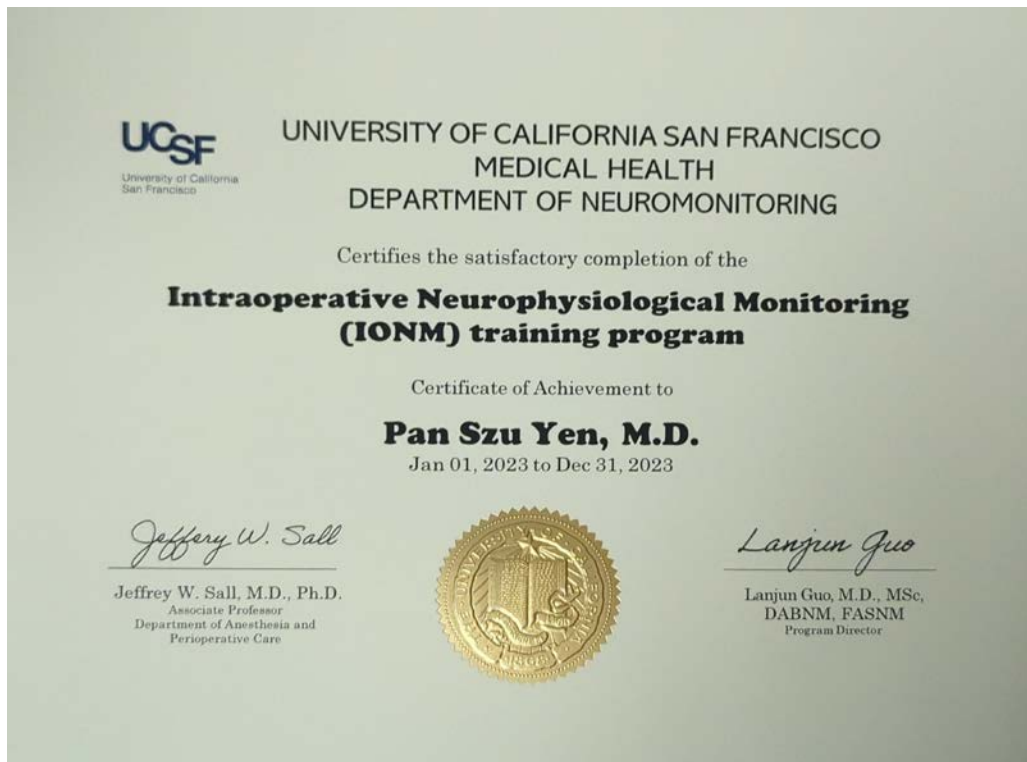 UCSF
University of California
San Francisco
UNIVERSITY OF CALIFORNIA SAN FRANCISCO
MEDICAL HEALTH
DEPARTMENT OF NEUROMONITORING
Certifies the satisfactory completion of the
Intraoperative Neurophysiological Monitoring
(IONM) training program
Certificate of Achievement to
Pan Szu Yen, M.D.
Jan 01, 2023 to Dec 31, 2023
Jeffery W. Sall
Jeffrey W. Sall, M.D., Ph.D.
Associate Professor
Department of Anesthesia and
Perioperative Care
Lanjun Guo
Lanjun Guo, M.D., MSc,
DABNM, FASNM
Program Director